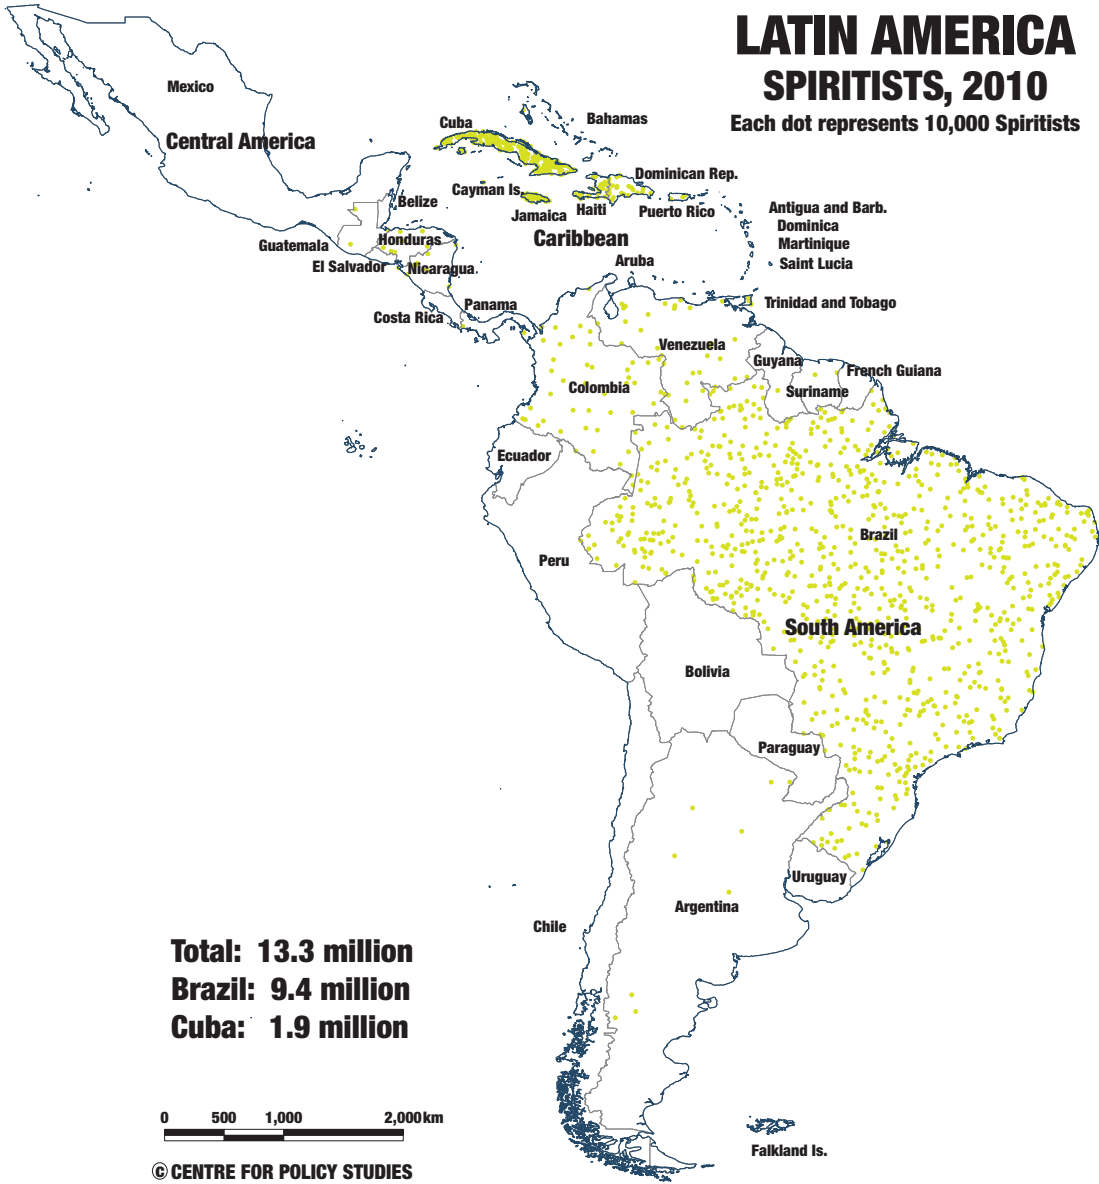 LATIN AMERICA
SPIRITISTS, 2010
Each dot represents 10,000 Spiritists
Mexico
Central America
Cuba
Bahamas
Dominican Rep.
Cayman Is.
Belize
Jamaica
Haiti
Puerto Rico
Antigua and Barb.
Dominica
Martinique
Saint Lucia
Guatemala
Honduras
Caribbean
El Salvador
Nicaragua
Aruba
Costa Rica
Panama
Trinidad and Tobago
Venezuela
Guyana
French Guiana
Colombia
Suriname
Ecuador
Brazil
Peru
South America
Bolivia
Paraguay
Uruguay
Argentina
Chile
Total: 13.3 million
Brazil: 9.4 million
Cuba: 1.9 million
0 500 1,000 2,000km
© CENTRE FOR POLICY STUDIES
Falkland Is.